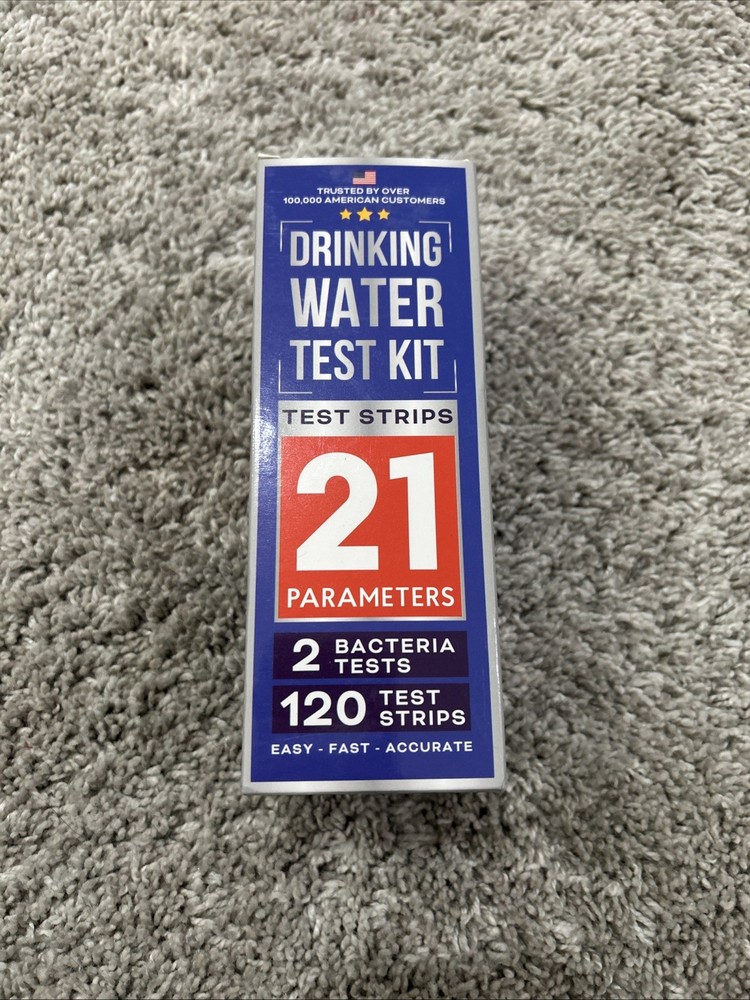 TRUSTED BY OVER
100,000 AMERICAN CUSTOMERS
DRINKING
WATER
TEST KIT
TEST STRIPS
21
PARAMETERS
2 BACTERIA
TESTS
120 TEST
STRIPS
EASY - FAST - ACCURATE